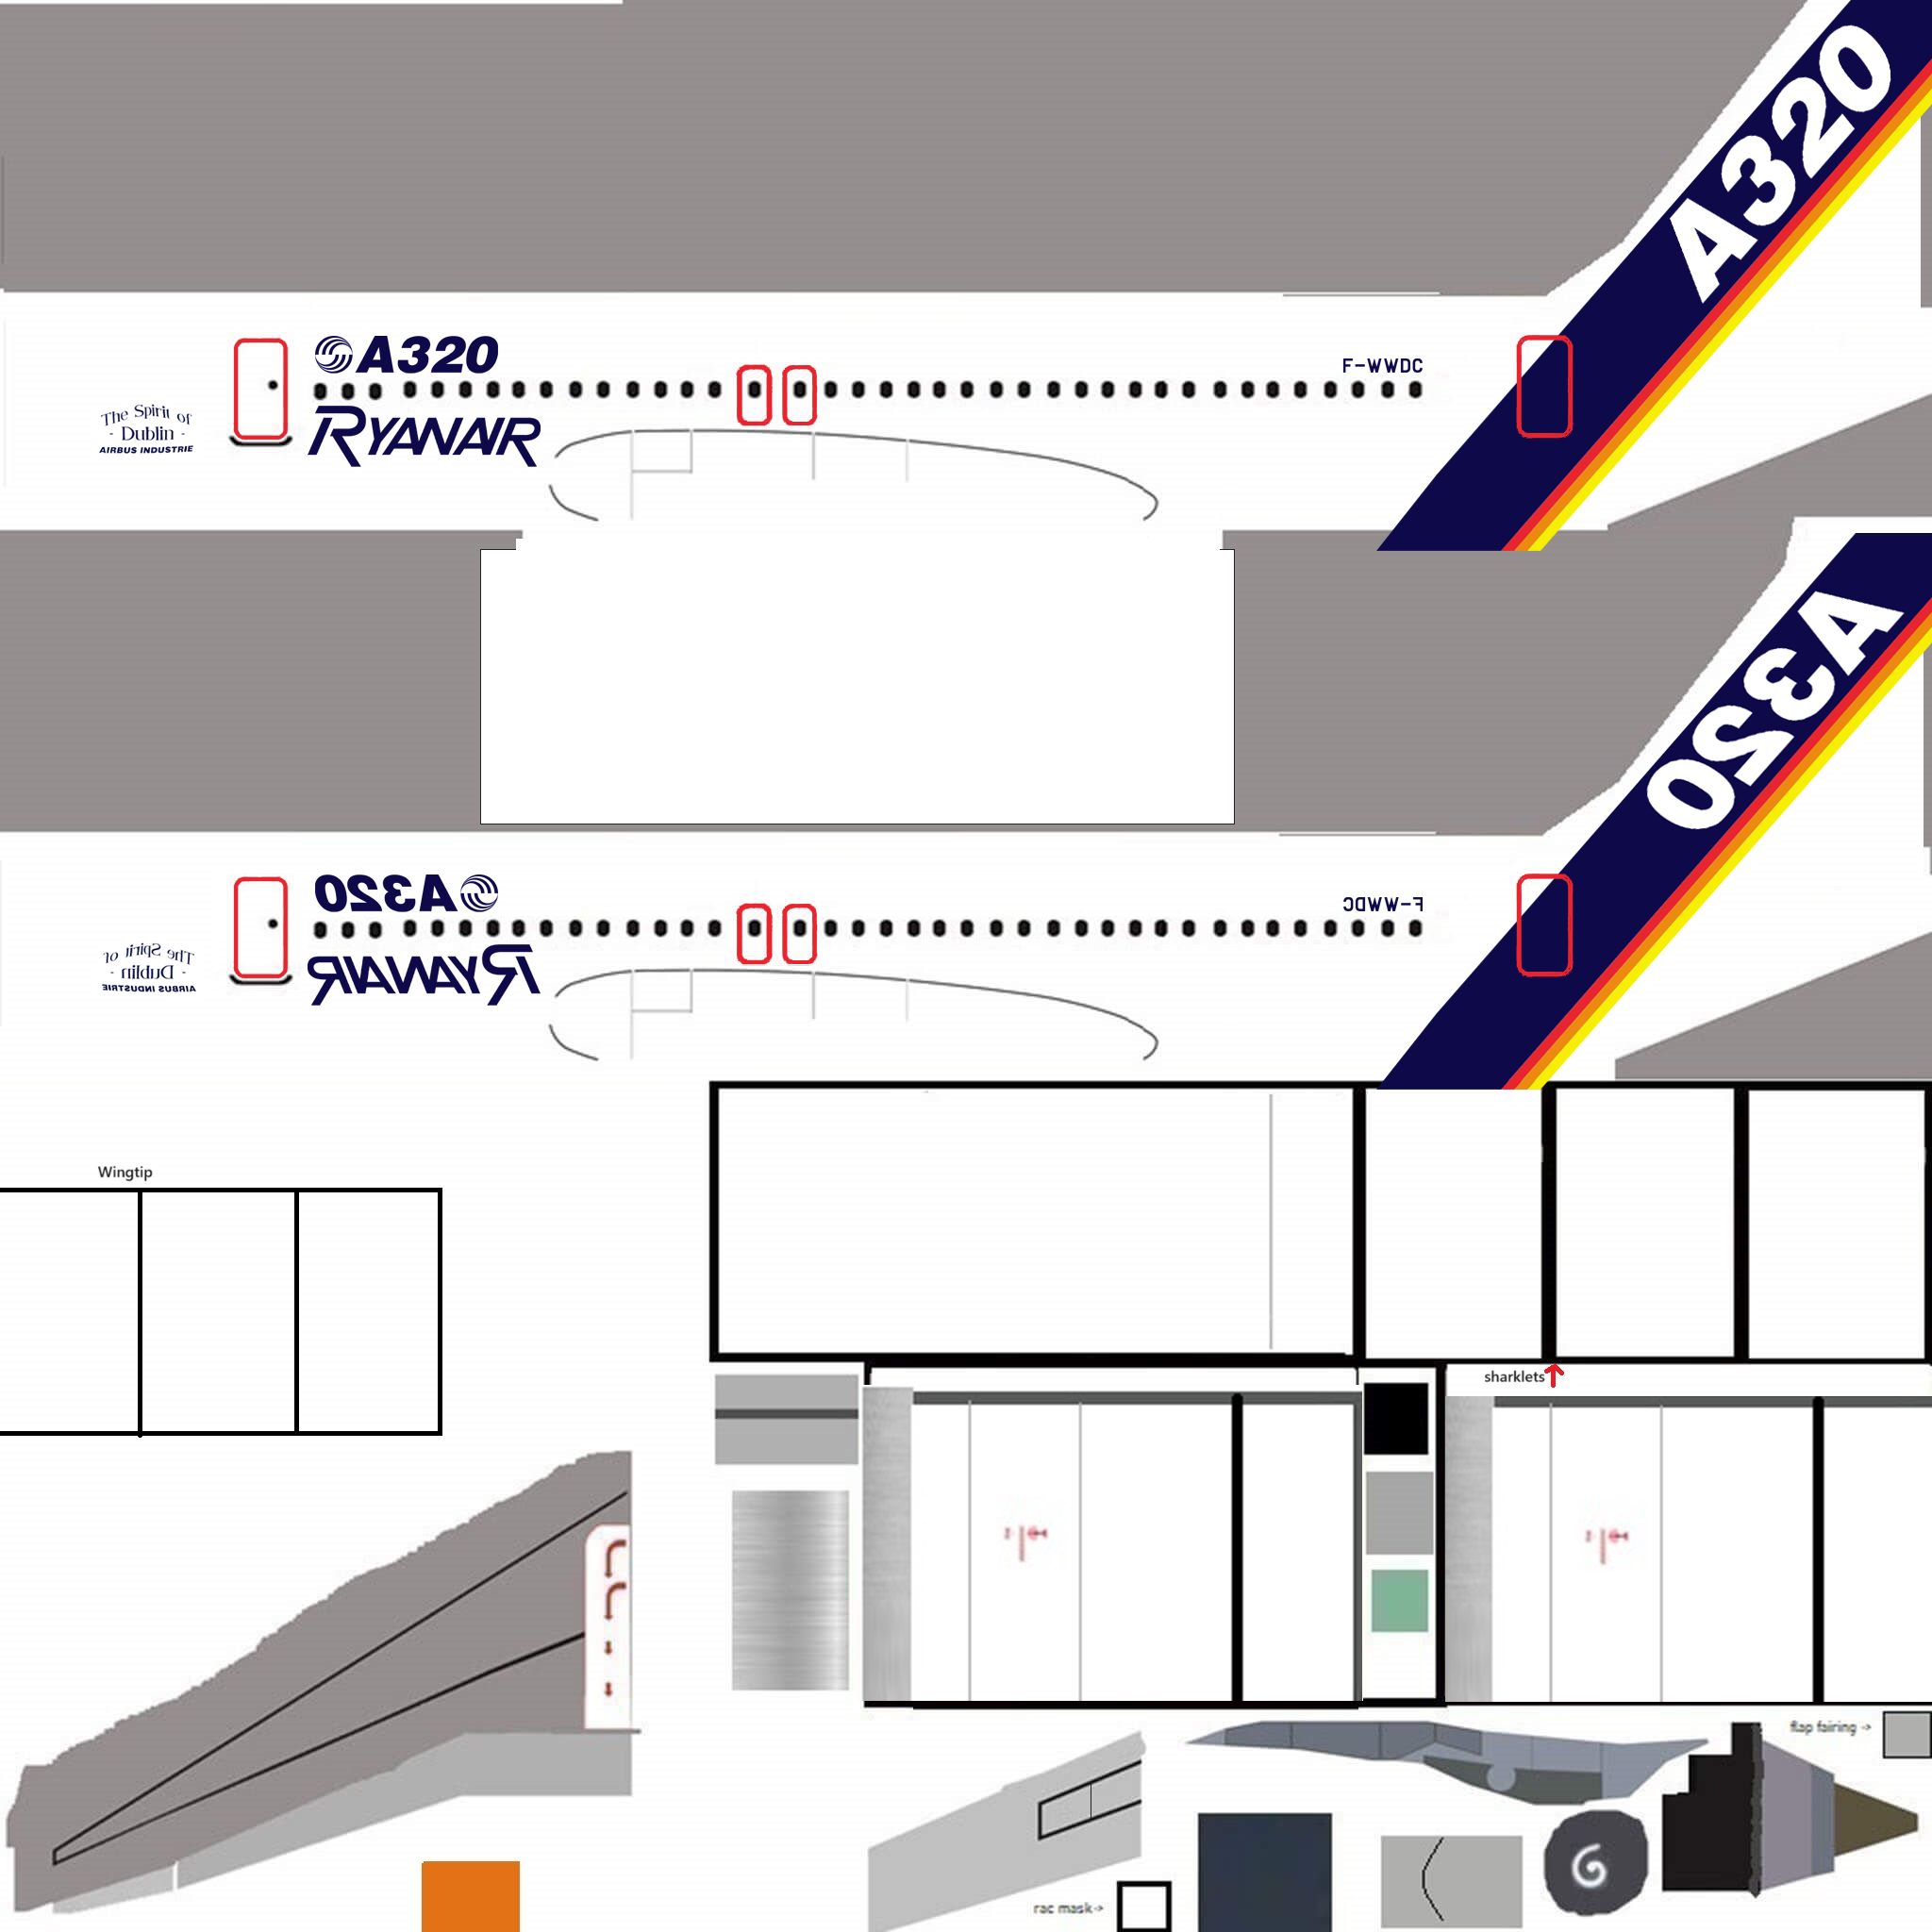 A320
A320
F-WWDC
The Spirit of
- Dublin -
AIRBUS INDUSTRIE
RYANAIR
A320
A320
F-WWDC
The Spirit of
- Dublin -
AIRBUS INDUSTRIE
RYANAIR
Wingtip
sharklets
flap fairing ->
rac mask->